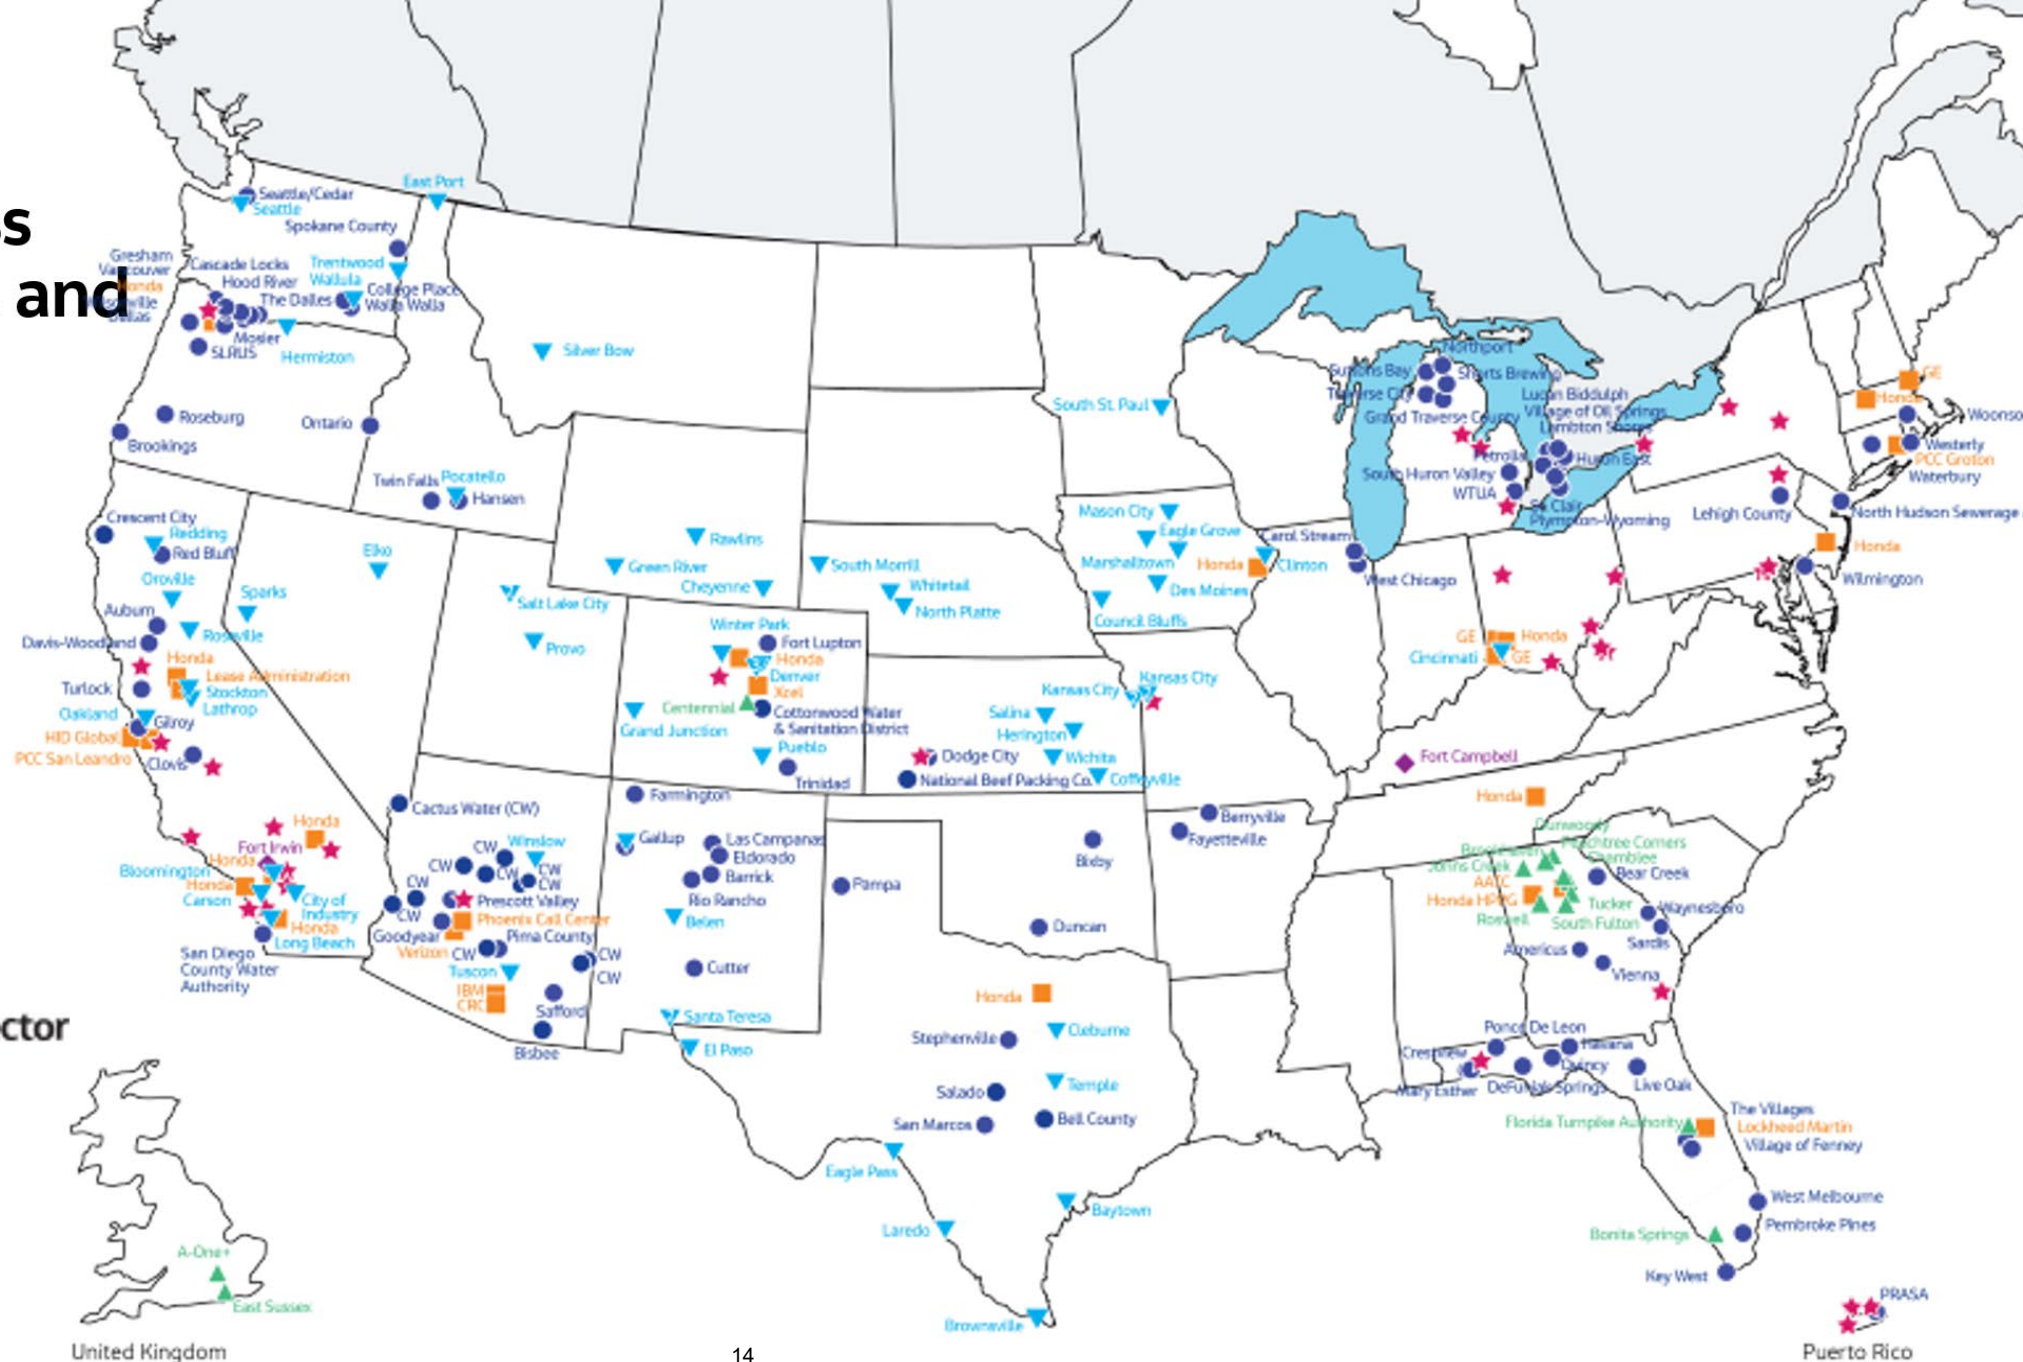 ss
and
ctor
East Port
Seattle/Cedar
Seattle
Spokane County
Gresham
Vancouver
Honda
Cascade Locks
Hood River
Trentwood
Wallula
The Dalles
College Place
Walla Walla
Dallas
Mosier
SLRUS
Hermiston
Silver Bow
Roseburg
Ontario
Brookings
Twin Falls
Pocatello
Hansen
Crescent City
Redding
Red Bluff
Elko
Oroville
Sparks
Auburn
Roseville
Davis-Woodland
Honda
Lease Administration
Turlock
Stockton
Lathrop
Oakland
Gilroy
HID Global
PCC San Leandro
Clovis
Honda
Fort Irwin
Honda
Bloomington
Honda
Carson
City of
Industry
Honda
Long Beach
San Diego
County Water
Authority
Salt Lake City
Provo
Rawlins
Green River
Cheyenne
South Morrill
Whitetail
North Platte
Winter Park
Fort Lupton
Honda
Denver
Xcel
Centennial
Cottonwood Water
& Sanitation District
Grand Junction
Pueblo
Trinidad
Cactus Water (CW)
CW
Winslow
CW
CW
CW
CW
CW
Prescott Valley
Phoenix Call Center
Goodyear
Pima County
Verizon
CW
CW
CW
Tuscon
IBM
CRC
Safford
Bisbee
Farmington
Gallup
Las Campanas
Eldorado
Barrick
Rio Rancho
Belen
Cutter
Santa Teresa
El Paso
South St. Paul
Mason City
Eagle Grove
Marshalltown
Honda
Clinton
Des Moines
Council Bluffs
Carol Stream
West Chicago
Kansas City
Kansas City
Salina
Herington
Dodge City
Wichita
National Beef Packing Co.
Coffeyville
Berryville
Fayetteville
Bixby
Pampa
Duncan
Honda
Stephenville
Cleburne
Temple
Salado
San Marcos
Bell County
Eagle Pass
Baytown
Laredo
Brownsville
Northport
Suttons Bay
Shorts Brewing
Traverse City
Grand Traverse County
Lucan Biddulph
Village of Oil Springs
Lambton Shores
Petrolia
Huron East
South Huron Valley
WTUA
St Clair
Plympton-Wyoming
GE
Honda
Cincinnati
GE
Fort Campbell
Honda
GE
Honda
Woonso
Westerly
PCC Groton
Waterbury
Lehigh County
North Hudson Sewerage
Honda
Wilmington
Dunwoody
Brookhaven
Peachtree Corners
Chamblee
Johns Creek
Bear Creek
AATC
Honda HPPG
Tucker
Roswell
South Fulton
Waynesboro
Sardis
Americus
Vienna
Ponce De Leon
Crestview
Havana
Quincy
Mary Esther
DeFuniak Springs
Live Oak
Florida Turnpike Authority
The Villages
Lockheed Martin
Village of Fenney
West Melbourne
Pembroke Pines
Bonita Springs
Key West
PRASA
Puerto Rico
A-One+
East Sussex
United Kingdom
14